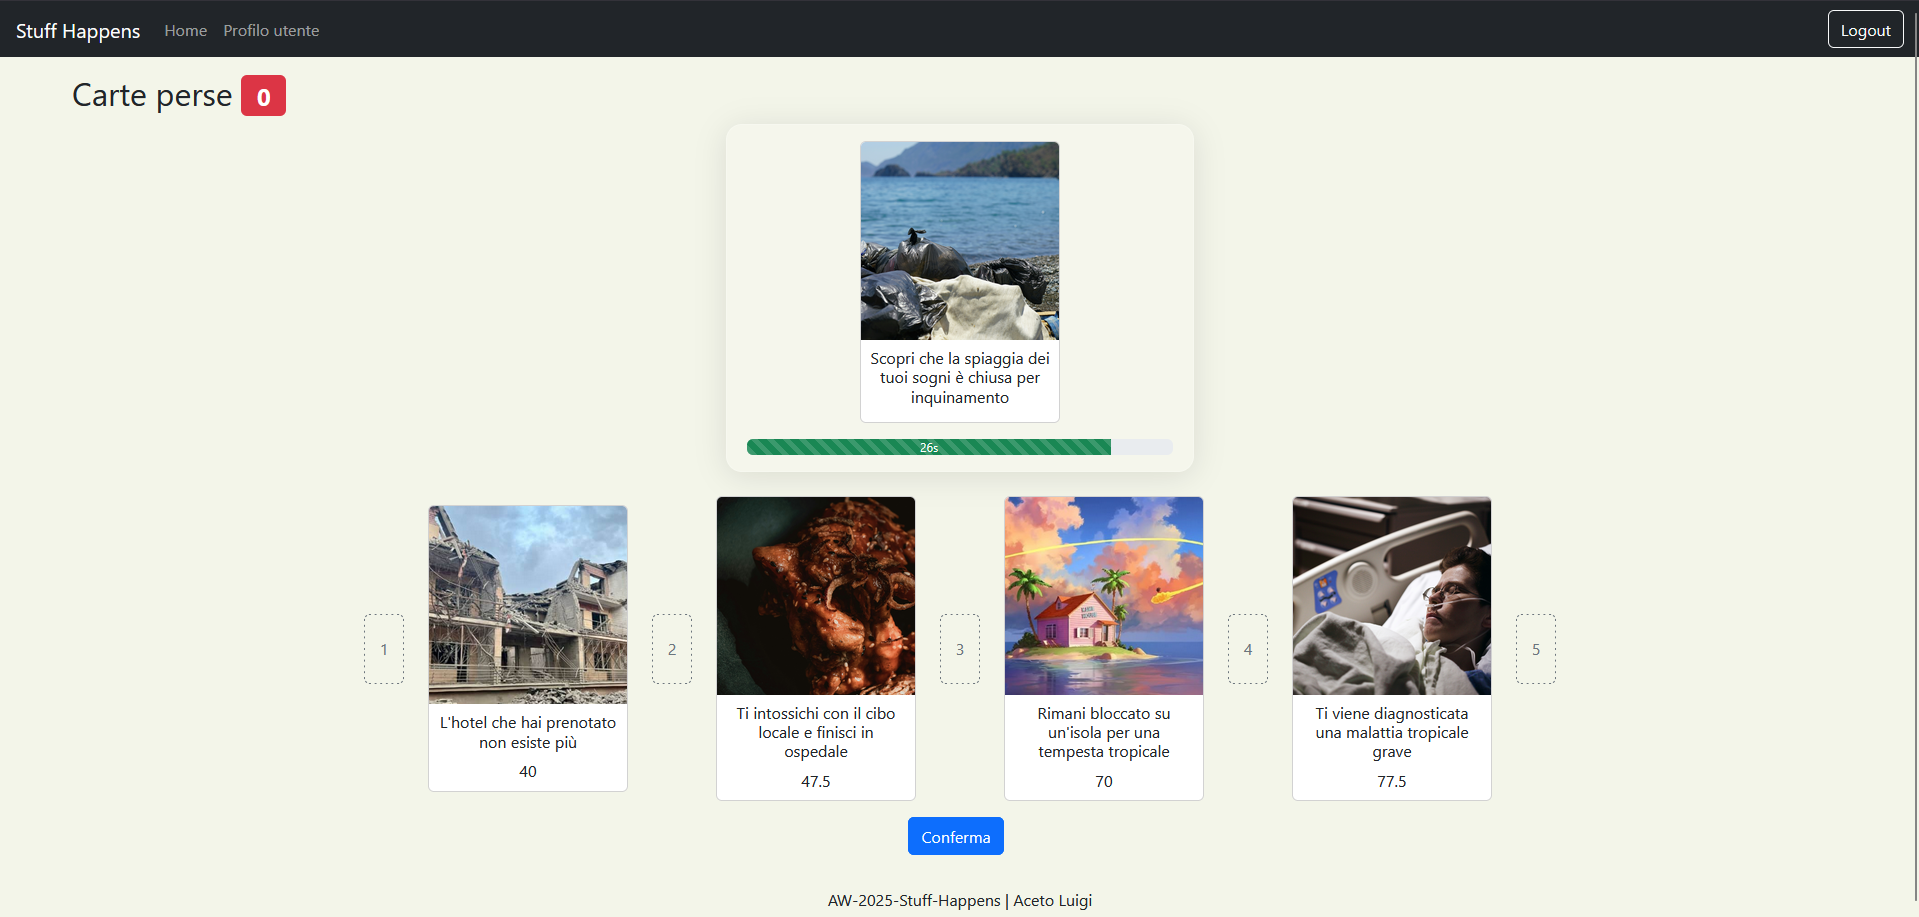 Stuff Happens Home Profilo utente Logout
Carte perse 0
Scopri che la spiaggia dei
tuoi sogni è chiusa per
inquinamento
26s
1
L'hotel che hai prenotato
non esiste più
40
2
Ti intossichi con il cibo
locale e finisci in
ospedale
47.5
3
Rimani bloccato su
un'isola per una
tempesta tropicale
70
4
Ti viene diagnosticata
una malattia tropicale
grave
77.5
5
Conferma
AW-2025-Stuff-Happens | Aceto Luigi